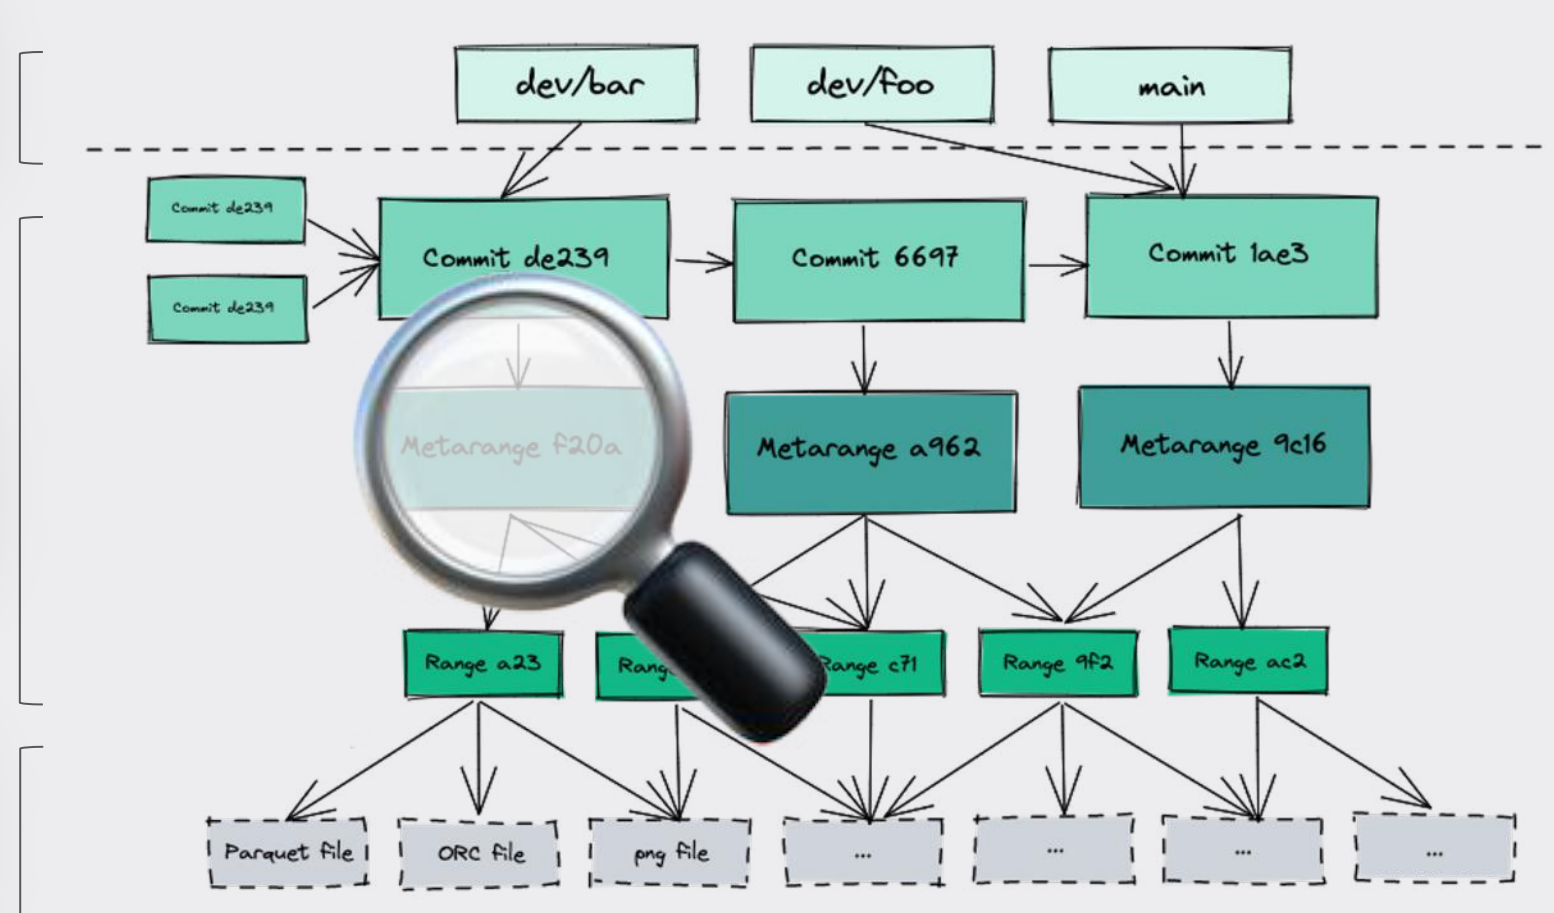 dev/bar
dev/foo
main
Commit de239
Commit de239
Commit 6697
Commit 1ae3
Commit de239
Metarange f20a
Metarange a962
Metarange 9c16
Range a23
Range c71
Range 9f2
Range ac2
Parquet file
ORC file
png file
...
...
...
...